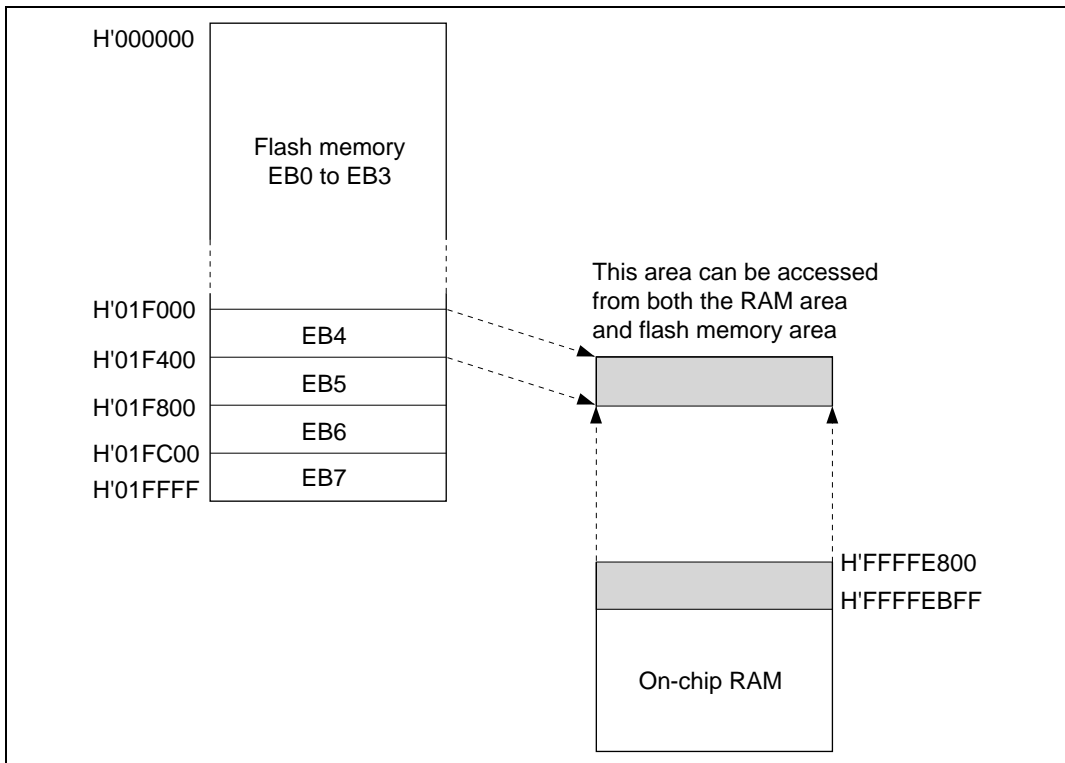 H'000000
Flash memory
EB0 to EB3
This area can be accessed
from both the RAM area
and flash memory area
H'01F000
EB4
H'01F400
EB5
H'01F800
EB6
H'01FC00
EB7
H'01FFFF
H'FFFFE800
H'FFFFEBFF
On-chip RAM